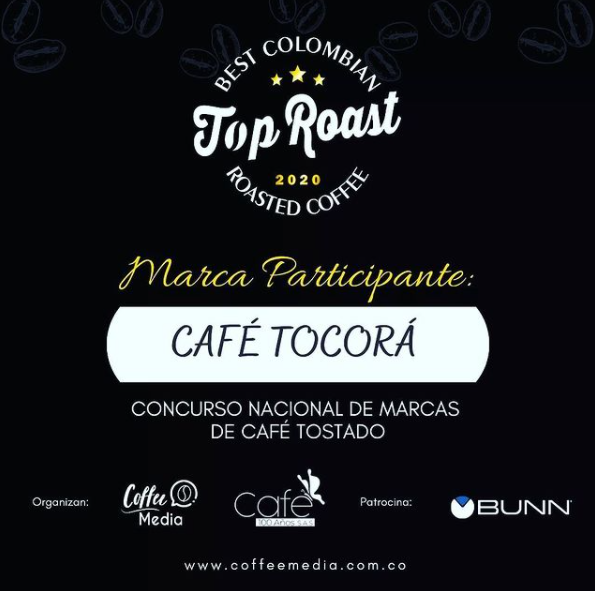 BEST COLOMBIAN
Top Roast
2020
ROASTED COFFEE
Marca Participante:
CAFÉ TOCORÁ
CONCURSO NACIONAL DE MARCAS
DE CAFÉ TOSTADO
Organizan:
Coffee
Media
Café
100 Años S.A.S
Patrocina:
BUNN
www.coffeemedia.com.co